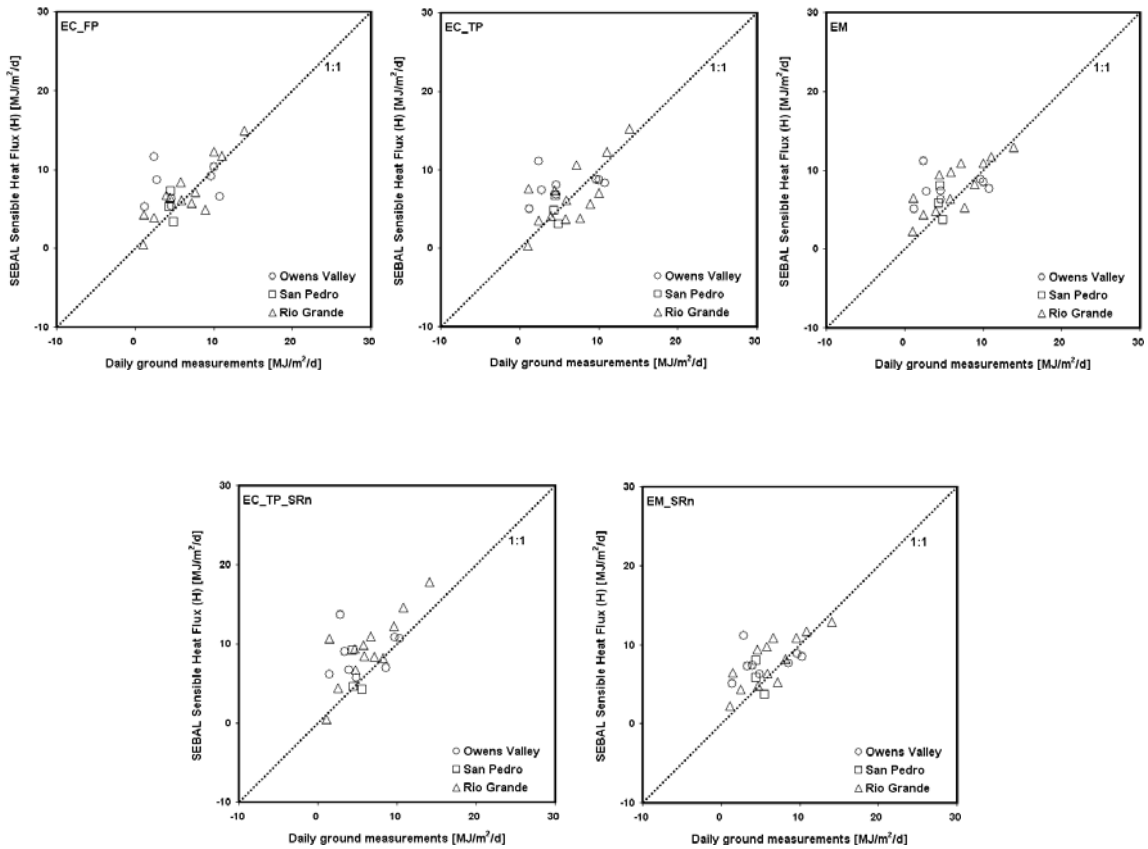 EC_FP
1:1
SEBAL Sensible Heat Flux (H) [MJ/m²/d]
30
20
10
0
-10
-10
0
10
20
30
Owens Valley
San Pedro
Rio Grande
Daily ground measurements [MJ/m²/d]
EC_TP
1:1
SEBAL Sensible Heat Flux (H) [MJ/m²/d]
30
20
10
0
-10
-10
0
10
20
30
Owens Valley
San Pedro
Rio Grande
Daily ground measurements [MJ/m²/d]
EM
1:1
SEBAL Sensible Heat Flux (H) [MJ/m²/d]
30
20
10
0
-10
-10
0
10
20
30
Owens Valley
San Pedro
Rio Grande
Daily ground measurements [MJ/m²/d]
EC_TP_SRn
1:1
SEBAL Sensible Heat Flux (H) [MJ/m²/d]
30
20
10
0
-10
-10
0
10
20
30
Owens Valley
San Pedro
Rio Grande
Daily ground measurements [MJ/m²/d]
EM_SRn
1:1
SEBAL Sensible Heat Flux (H) [MJ/m²/d]
30
20
10
0
-10
-10
0
10
20
30
Owens Valley
San Pedro
Rio Grande
Daily ground measurements [MJ/m²/d]